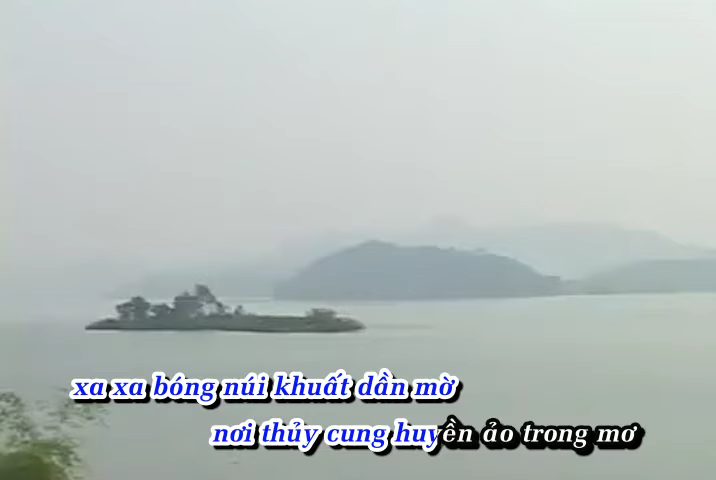 xa xa bóng núi khuất dần mờ
nơi thủy cung huyền ảo trong mơ